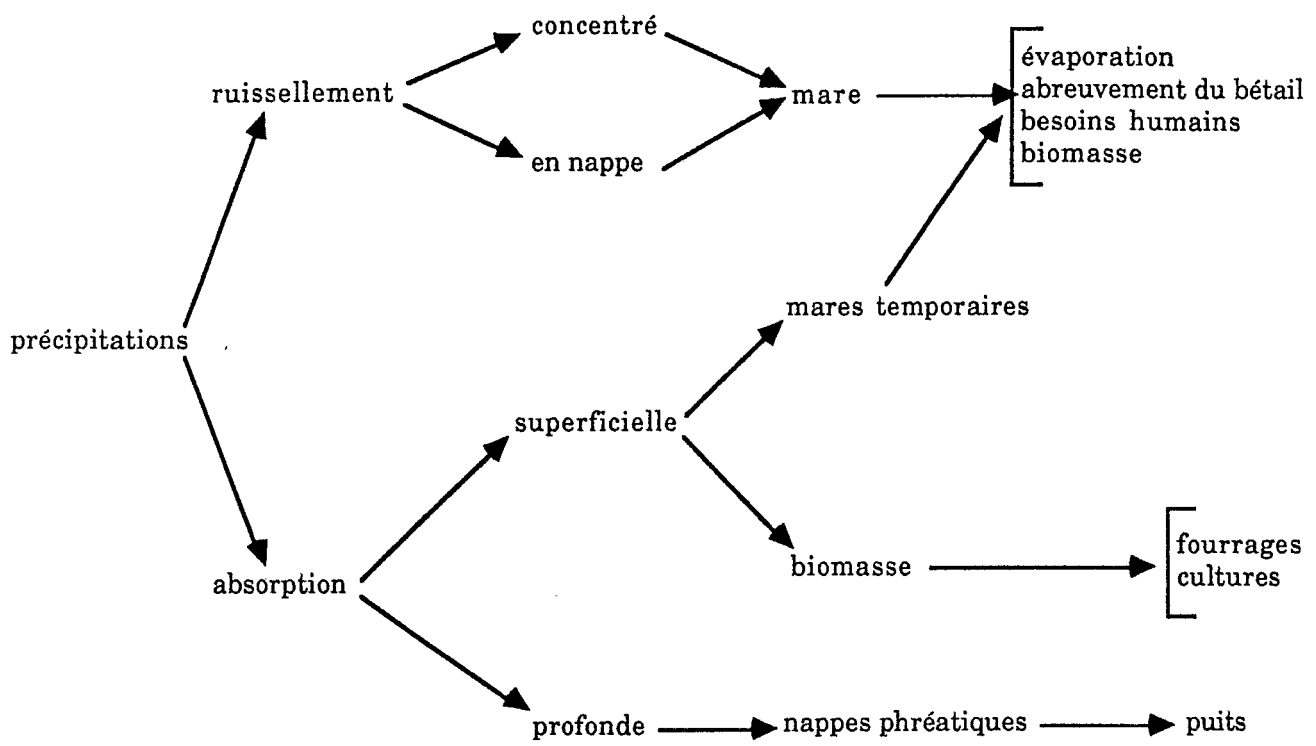 concentré
évaporation
abreuvement du bétail
besoins humains
biomasse
ruissellement
mare
en nappe
mares temporaires
précipitations
superficielle
fourrages
cultures
biomasse
absorption
profonde
nappes phréatiques
puits